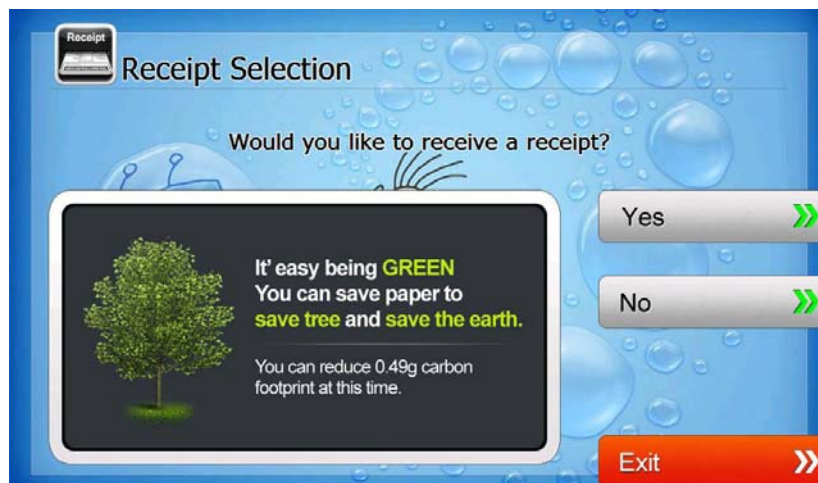 Receipt
Receipt Selection
Would you like to receive a receipt?
It' easy being GREEN
You can save paper to
save tree and save the earth.
You can reduce 0.49g carbon
footprint at this time.
Yes
No
Exit